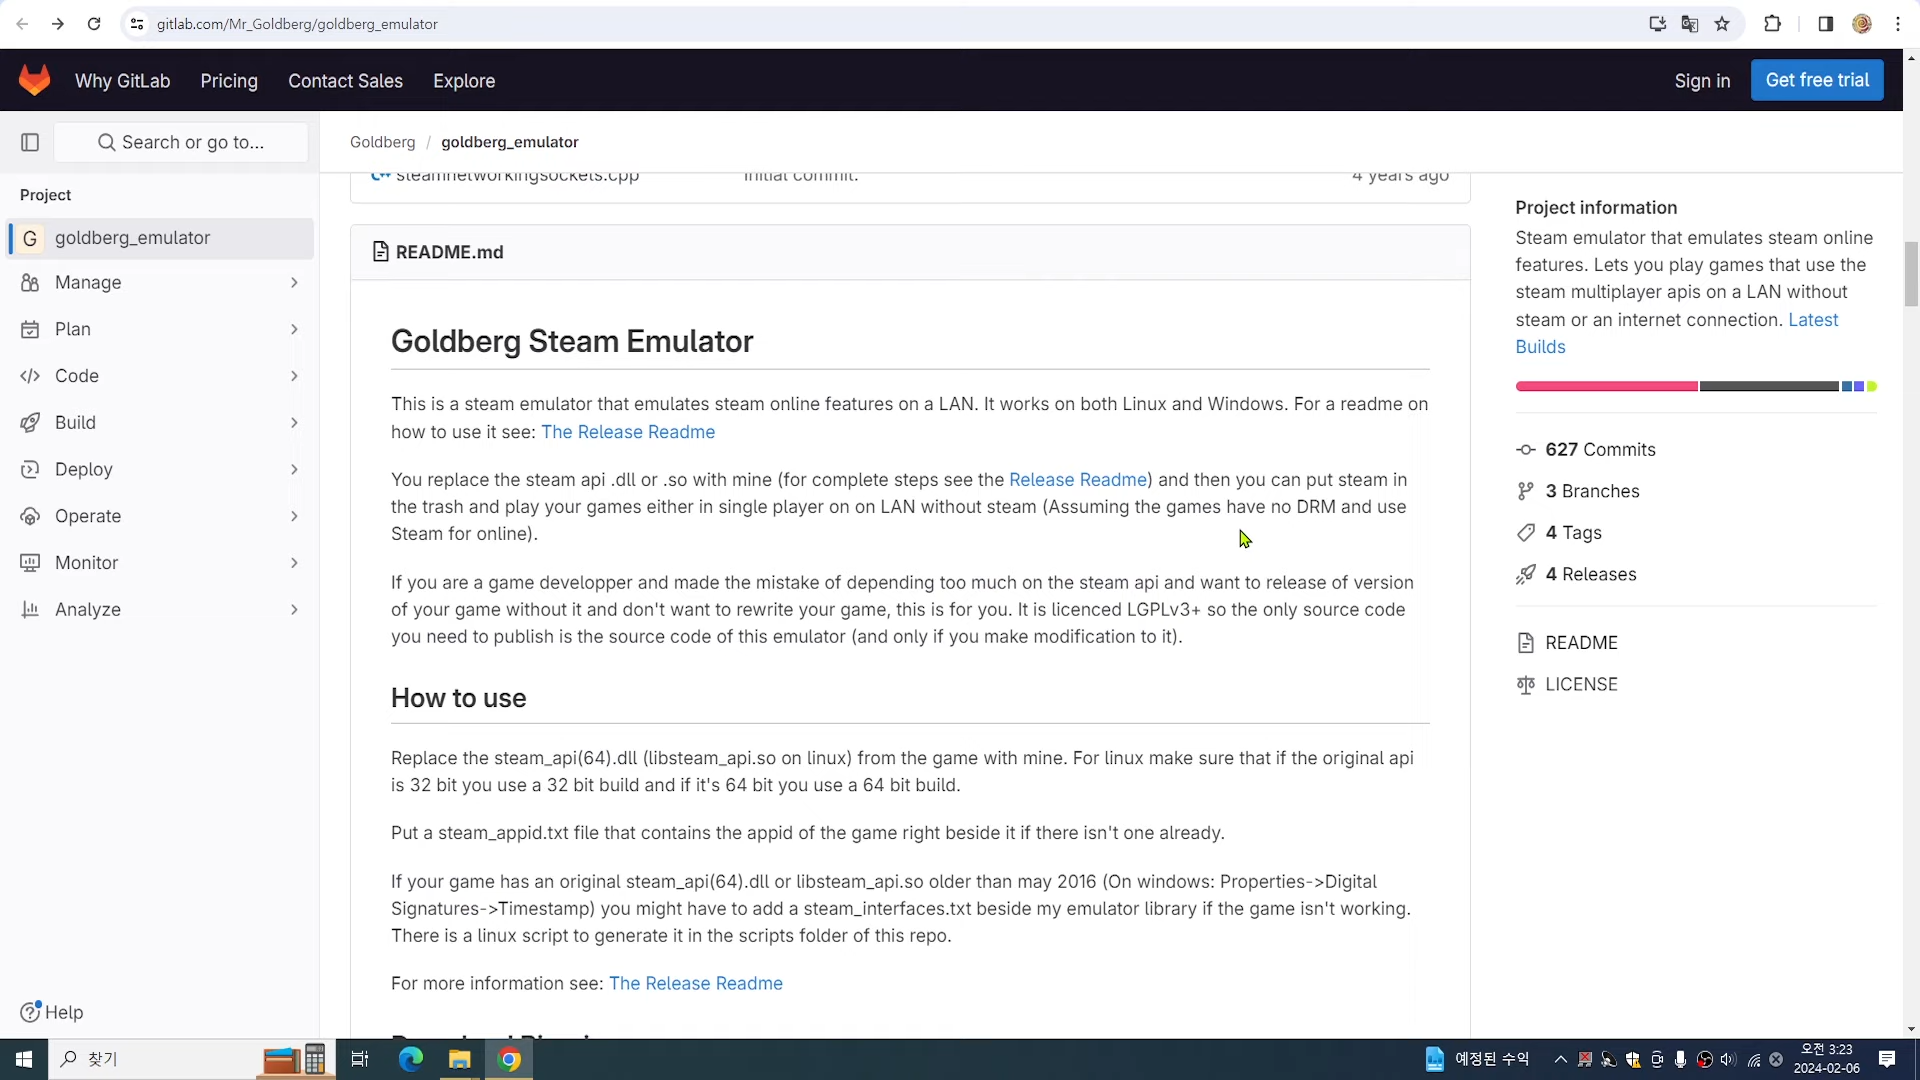 gitlab.com/Mr_Goldberg/goldberg_emulator
Why GitLab
Pricing
Contact Sales
Explore
Sign in
Get free trial
Search or go to...
Goldberg / goldberg_emulator
Project
G goldberg_emulator
Manage
Plan
Code
Build
Deploy
Operate
Monitor
Analyze
Help
steamnetworkingsockets.cpp
Initial commit.
4 years ago
README.md
Goldberg Steam Emulator
This is a steam emulator that emulates steam online features on a LAN. It works on both Linux and Windows. For a readme on
how to use it see: The Release Readme
You replace the steam api .dll or .so with mine (for complete steps see the Release Readme) and then you can put steam in
the trash and play your games either in single player on on LAN without steam (Assuming the games have no DRM and use
Steam for online).
If you are a game developper and made the mistake of depending too much on the steam api and want to release of version
of your game without it and don't want to rewrite your game, this is for you. It is licenced LGPLv3+ so the only source code
you need to publish is the source code of this emulator (and only if you make modification to it).
How to use
Replace the steam_api(64).dll (libsteam_api.so on linux) from the game with mine. For linux make sure that if the original api
is 32 bit you use a 32 bit build and if it's 64 bit you use a 64 bit build.
Put a steam_appid.txt file that contains the appid of the game right beside it if there isn't one already.
If your game has an original steam_api(64).dll or libsteam_api.so older than may 2016 (On windows: Properties->Digital
Signatures->Timestamp) you might have to add a steam_interfaces.txt beside my emulator library if the game isn't working.
There is a linux script to generate it in the scripts folder of this repo.
For more information see: The Release Readme
Project information
Steam emulator that emulates steam online
features. Lets you play games that use the
steam multiplayer apis on a LAN without
steam or an internet connection. Latest
Builds
627 Commits
3 Branches
4 Tags
4 Releases
README
LICENSE
찾기
예정된 수익
오전 3:23
2024-02-06